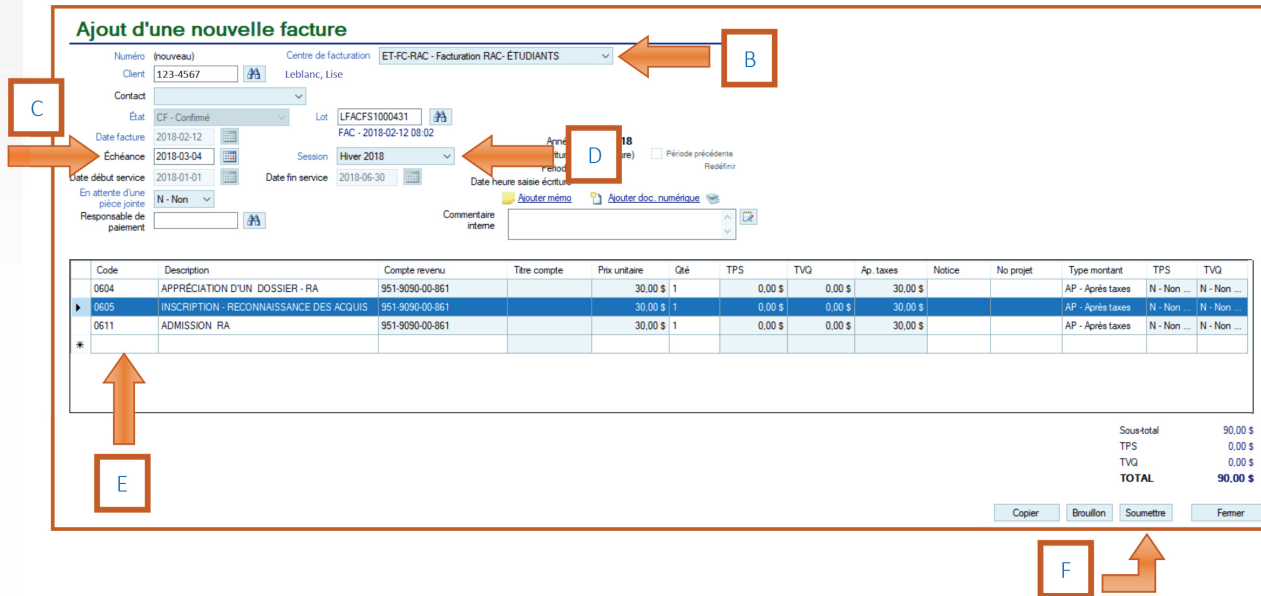 Ajout d'une nouvelle facture
Numéro (nouveau) Centre de facturation ET-FC-RAC - Facturation RAC- ÉTUDIANTS
B
Client 123-4567 Leblanc, Lise
Contact
C
État CF - Confirmé Lot LFACFS1000431
FAC - 2018-02-12 08:02
Date facture 2018-02-12 18
Échéance 2018-03-04 Session Hiver 2018 D Période précédente
Redéfinir
Date début service 2018-01-01 Date fin service 2018-06-30 Date heure saisie écriture
En attente d'une pièce jointe N - Non Ajouter mémo Ajouter doc. numérique
Responsable de paiement Commentaire interne
Code Description Compte revenu Titre compte Prix unitaire Qté TPS TVQ Ap. taxes Notice No projet Type montant TPS TVQ
0604 APPRÉCIATION D'UN DOSSIER - RA 951-9090-00-861 30,00 $ 1 0,00 $ 0,00 $ 30,00 $ AP - Après taxes N - Non ... N - Non ...
0605 INSCRIPTION - RECONNAISSANCE DES ACQUIS 951-9090-00-861 30,00 $ 1 0,00 $ 0,00 $ 30,00 $ AP - Après taxes N - Non ... N - Non ...
0611 ADMISSION RA 951-9090-00-861 30,00 $ 1 0,00 $ 0,00 $ 30,00 $ AP - Après taxes N - Non ... N - Non ...
E
Sous-total 90,00 $
TPS 0,00 $
TVQ 0,00 $
TOTAL 90,00 $
Copier Brouillon Soumettre Fermer
F